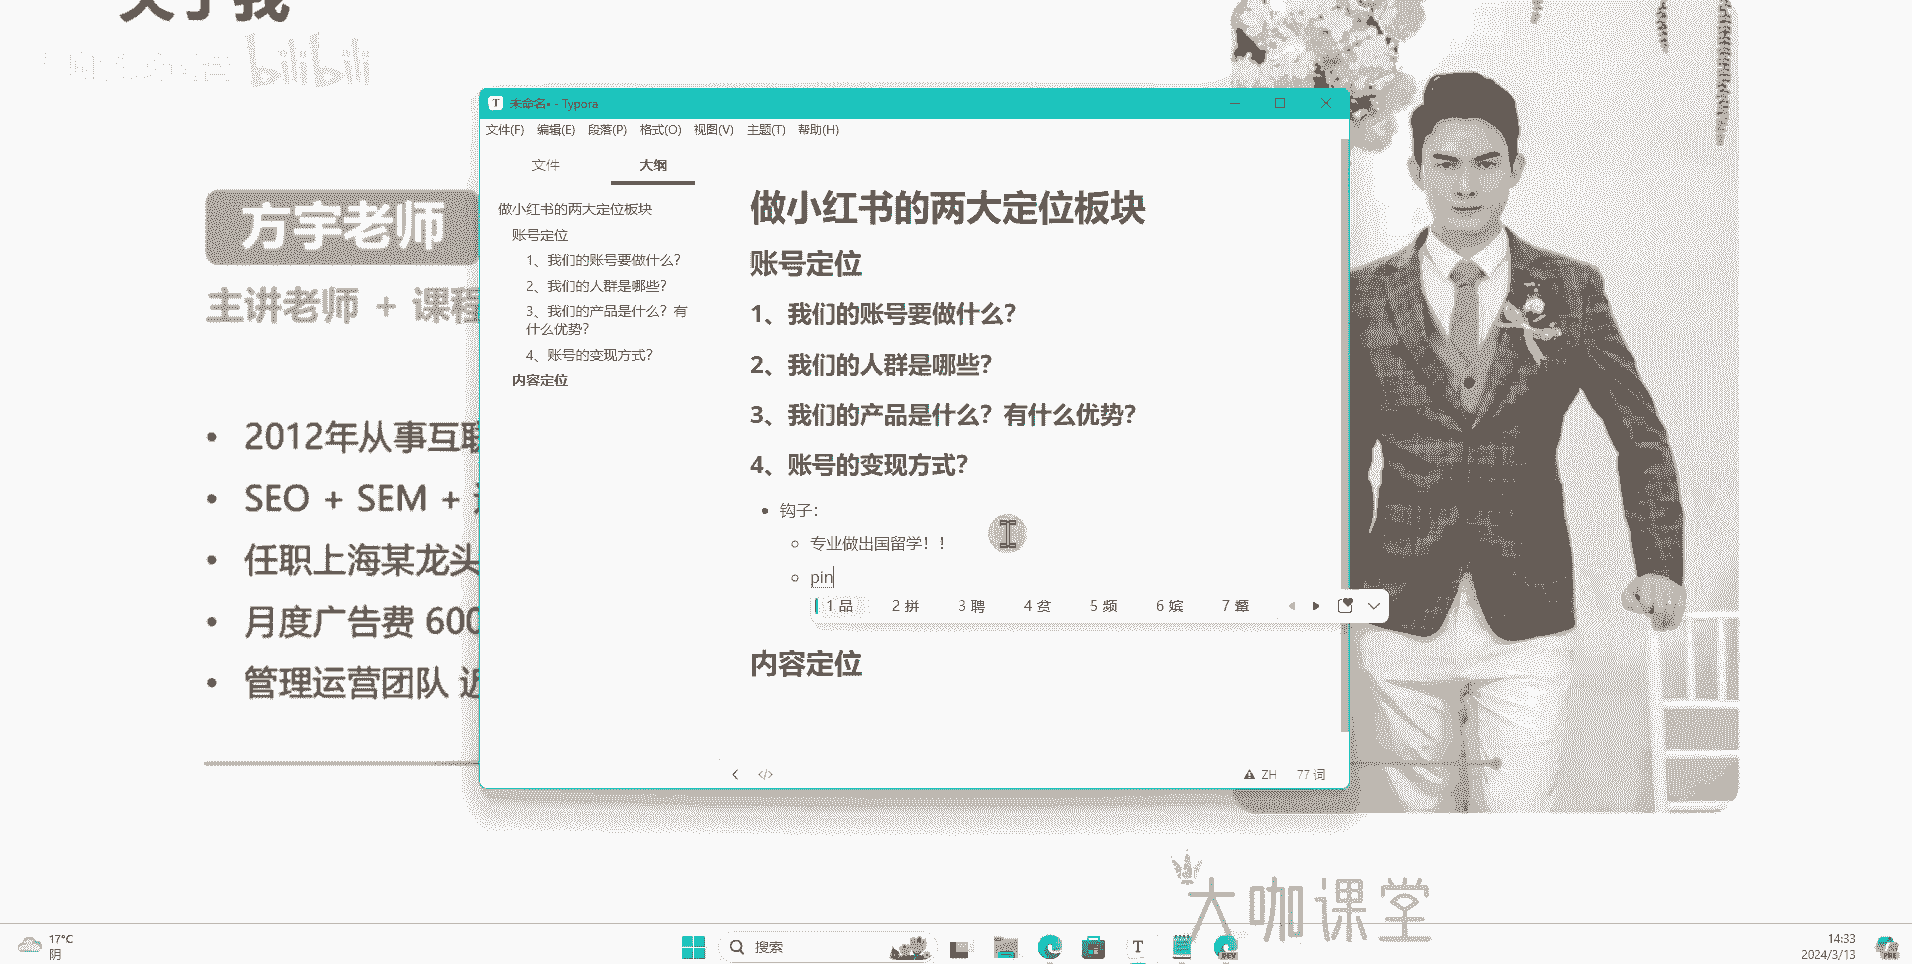 关于我
bilibili
方宇老师
主讲老师 + 课程
• 2012年从事互联
• SEO + SEM +
• 任职上海某龙头
• 月度广告费 600
• 管理运营团队 近
未命名• - Typora
文件(F) 编辑(E) 段落(P) 格式(O) 视图(V) 主题(T) 帮助(H)
文件 大纲
做小红书的两大定位板块
账号定位
1、我们的账号要做什么?
2、我们的人群是哪些?
3、我们的产品是什么?有
什么优势?
4、账号的变现方式?
内容定位
做小红书的两大定位板块
账号定位
1、我们的账号要做什么?
2、我们的人群是哪些?
3、我们的产品是什么?有什么优势?
4、账号的变现方式?
• 钩子:
◦ 专业做出国留学!!
◦ pin
1 品 2 拼 3 聘 4 贫 5 频 6 嫔 7 颦
内容定位
ZH 77 词
大咖课堂
17°C
阴
搜索
14:33
2024/3/13